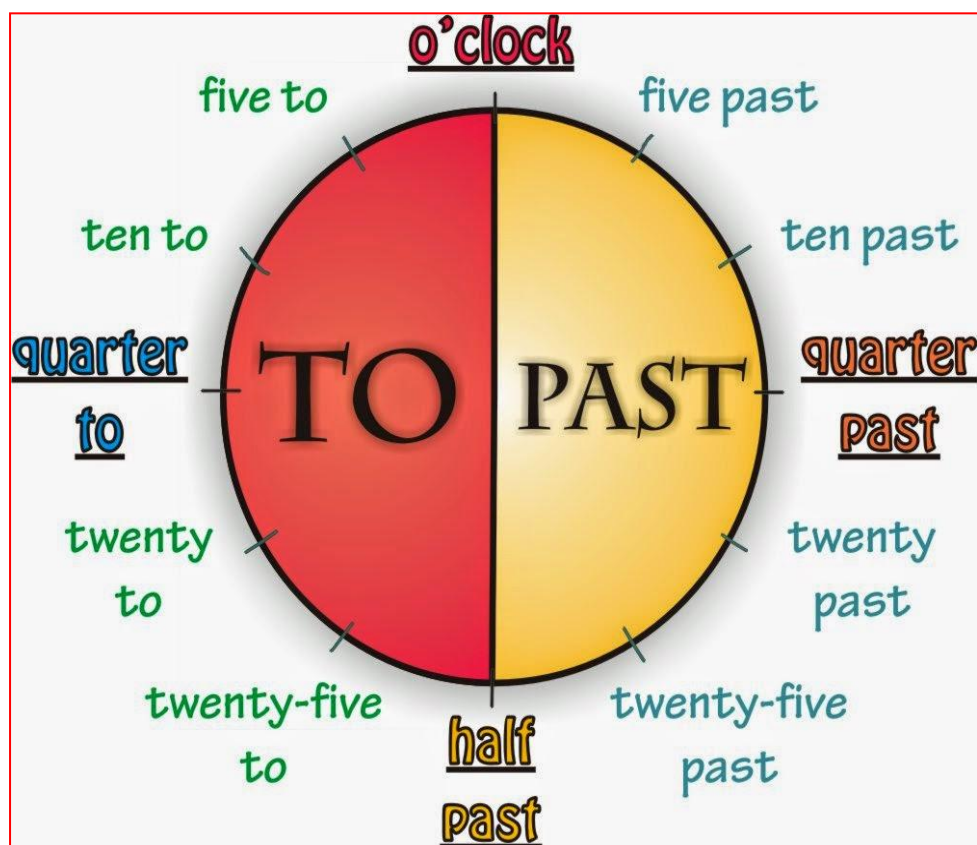 o'clock
five to
five past
ten to
ten past
quarter
to
TO
PAST
quarter
past
twenty
to
twenty
past
twenty-five
to
half
past
twenty-five
past